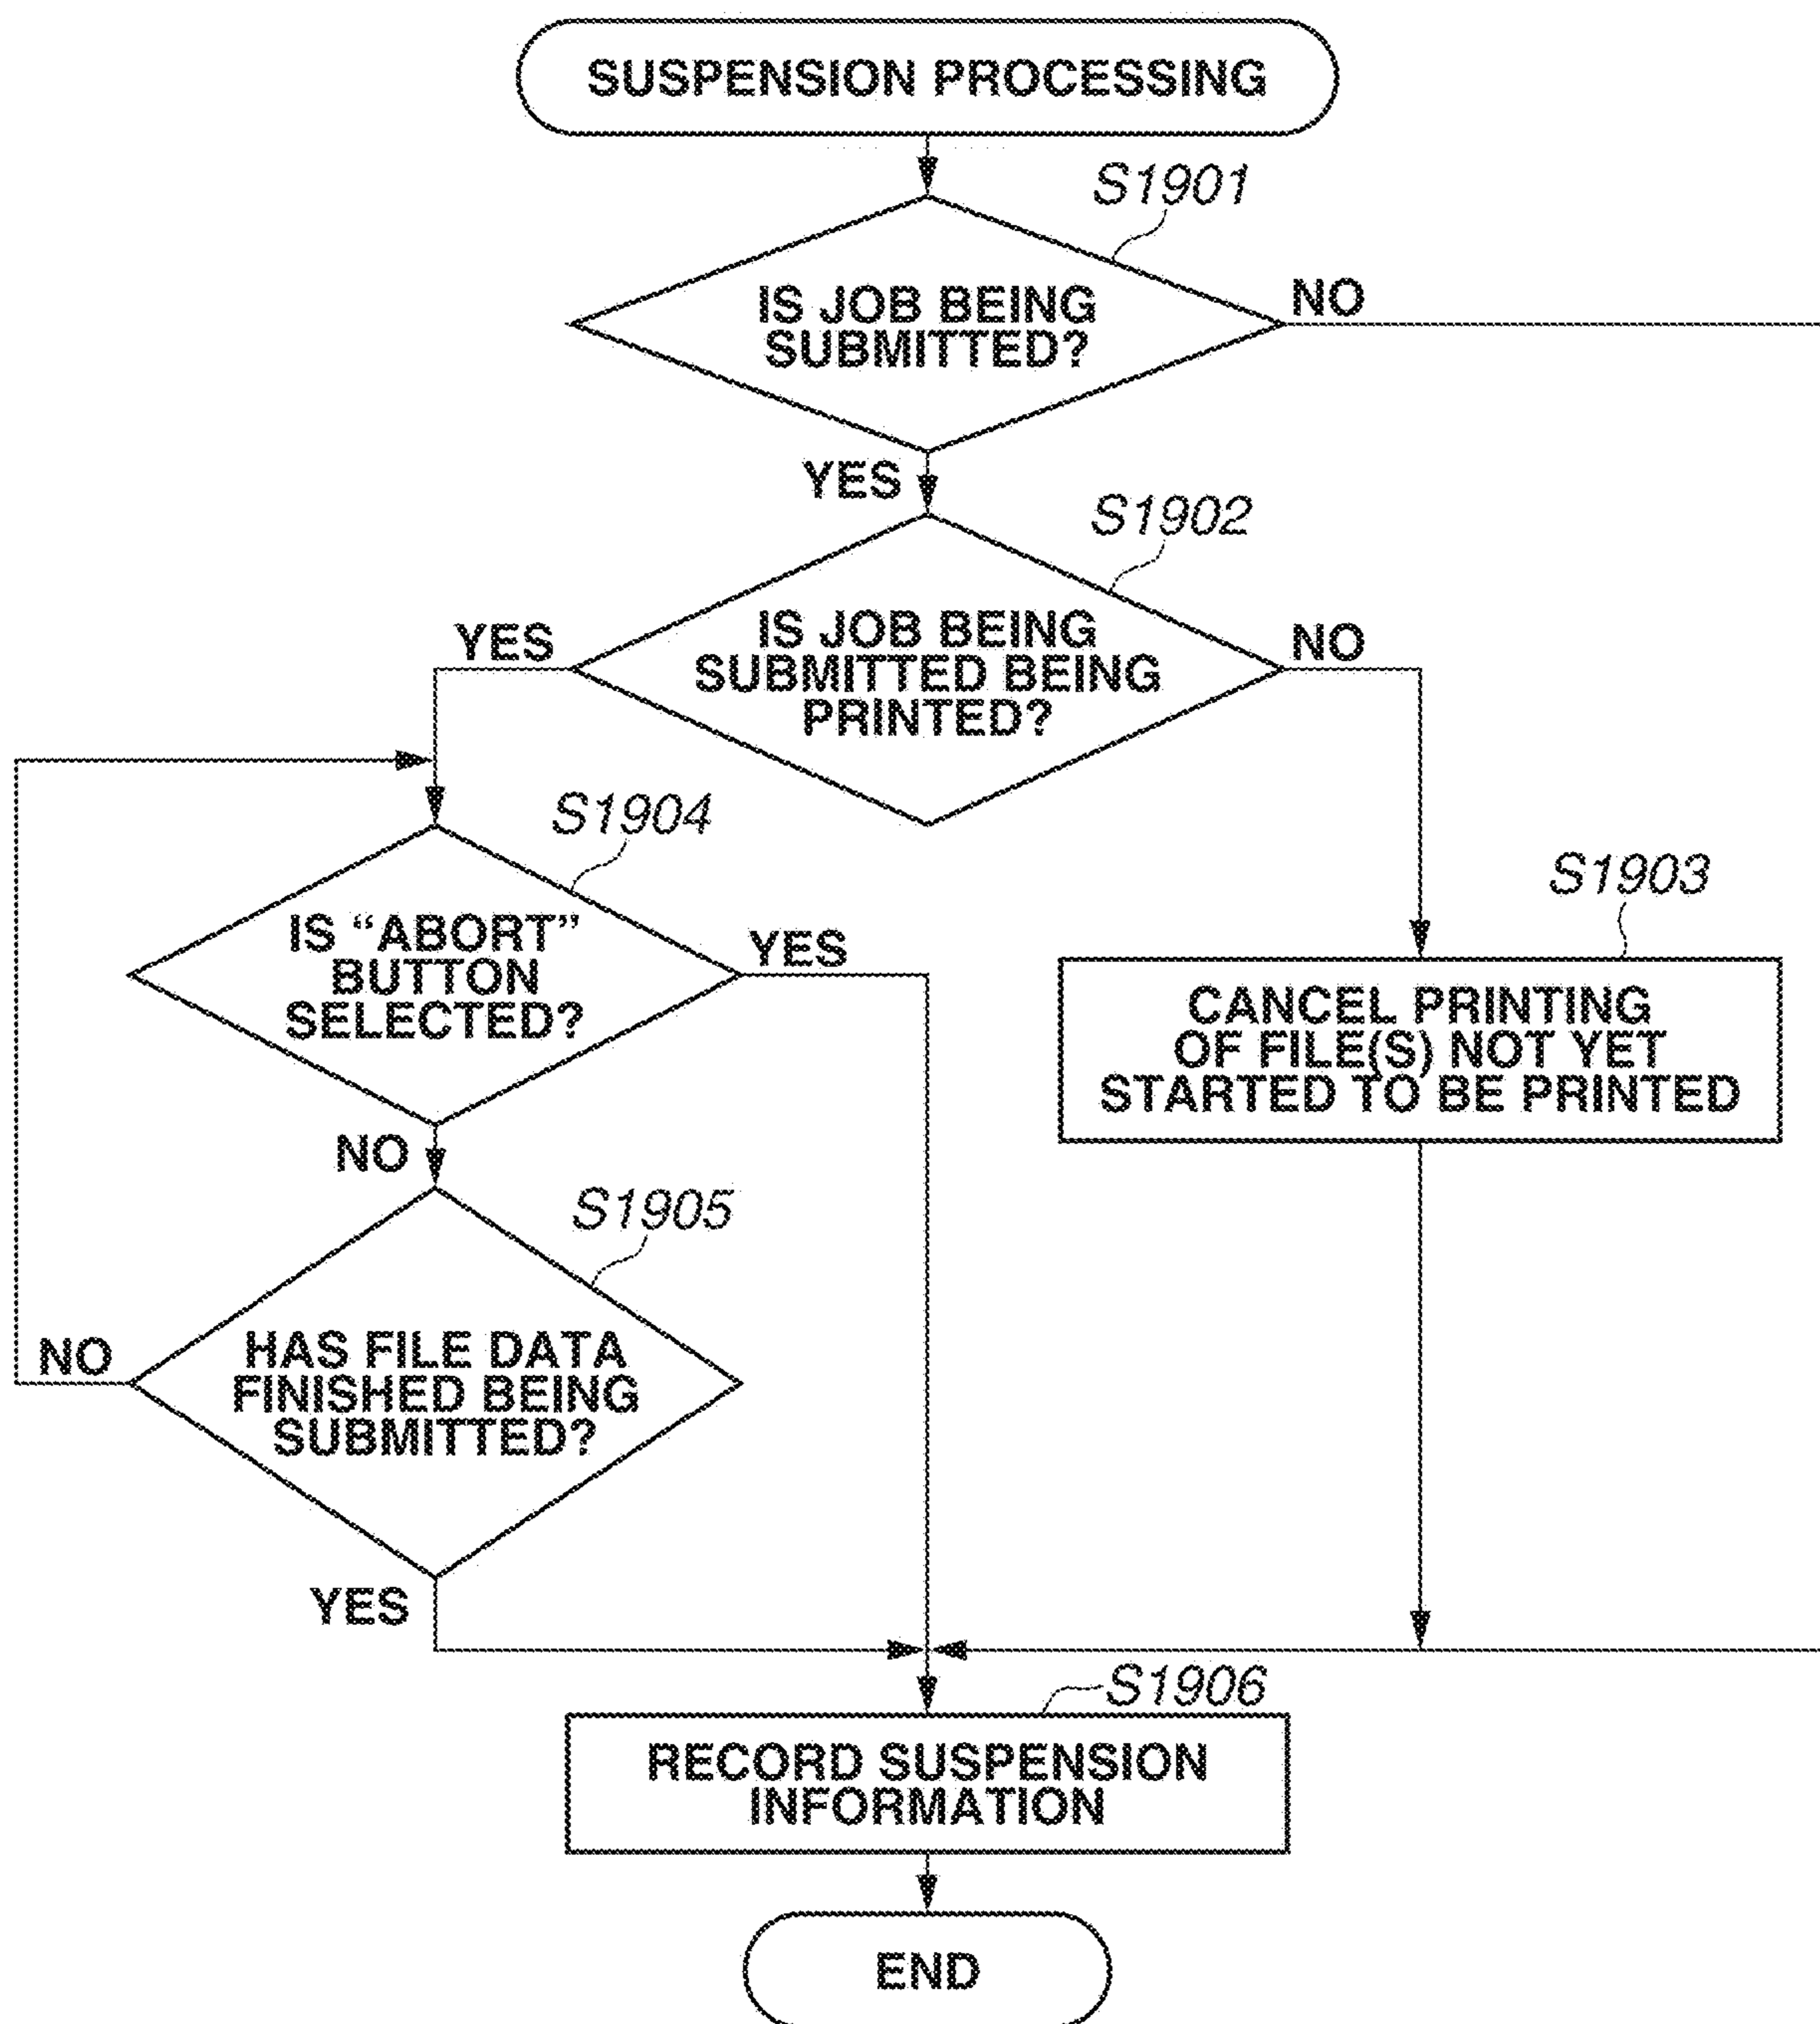 SUSPENSION PROCESSING
S1901
IS JOB BEING
SUBMITTED?
NO
YES
S1902
IS JOB BEING
SUBMITTED BEING
PRINTED?
YES
NO
S1904
IS “ABORT”
BUTTON
SELECTED?
YES
NO
S1903
CANCEL PRINTING
OF FILE(S) NOT YET
STARTED TO BE PRINTED
S1905
HAS FILE DATA
FINISHED BEING
SUBMITTED?
NO
YES
S1906
RECORD SUSPENSION
INFORMATION
END